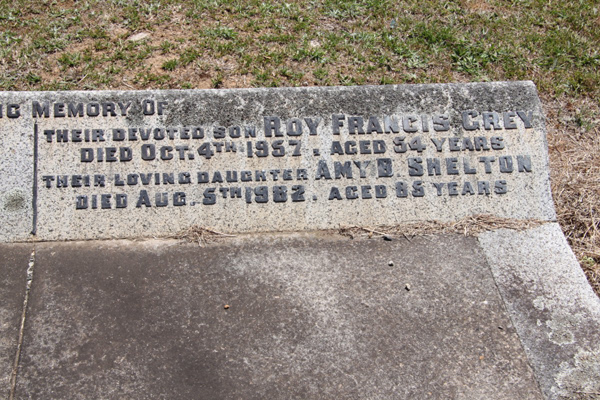 MEMORY OF
THEIR DEVOTED SON ROY FRANCIS GREY
DIED OCT. 4TH 1957. AGED 54 YEARS
THEIR LOVING DAUGHTER AMY B. SHELTON
DIED AUG. 5TH 1982. AGED 85 YEARS